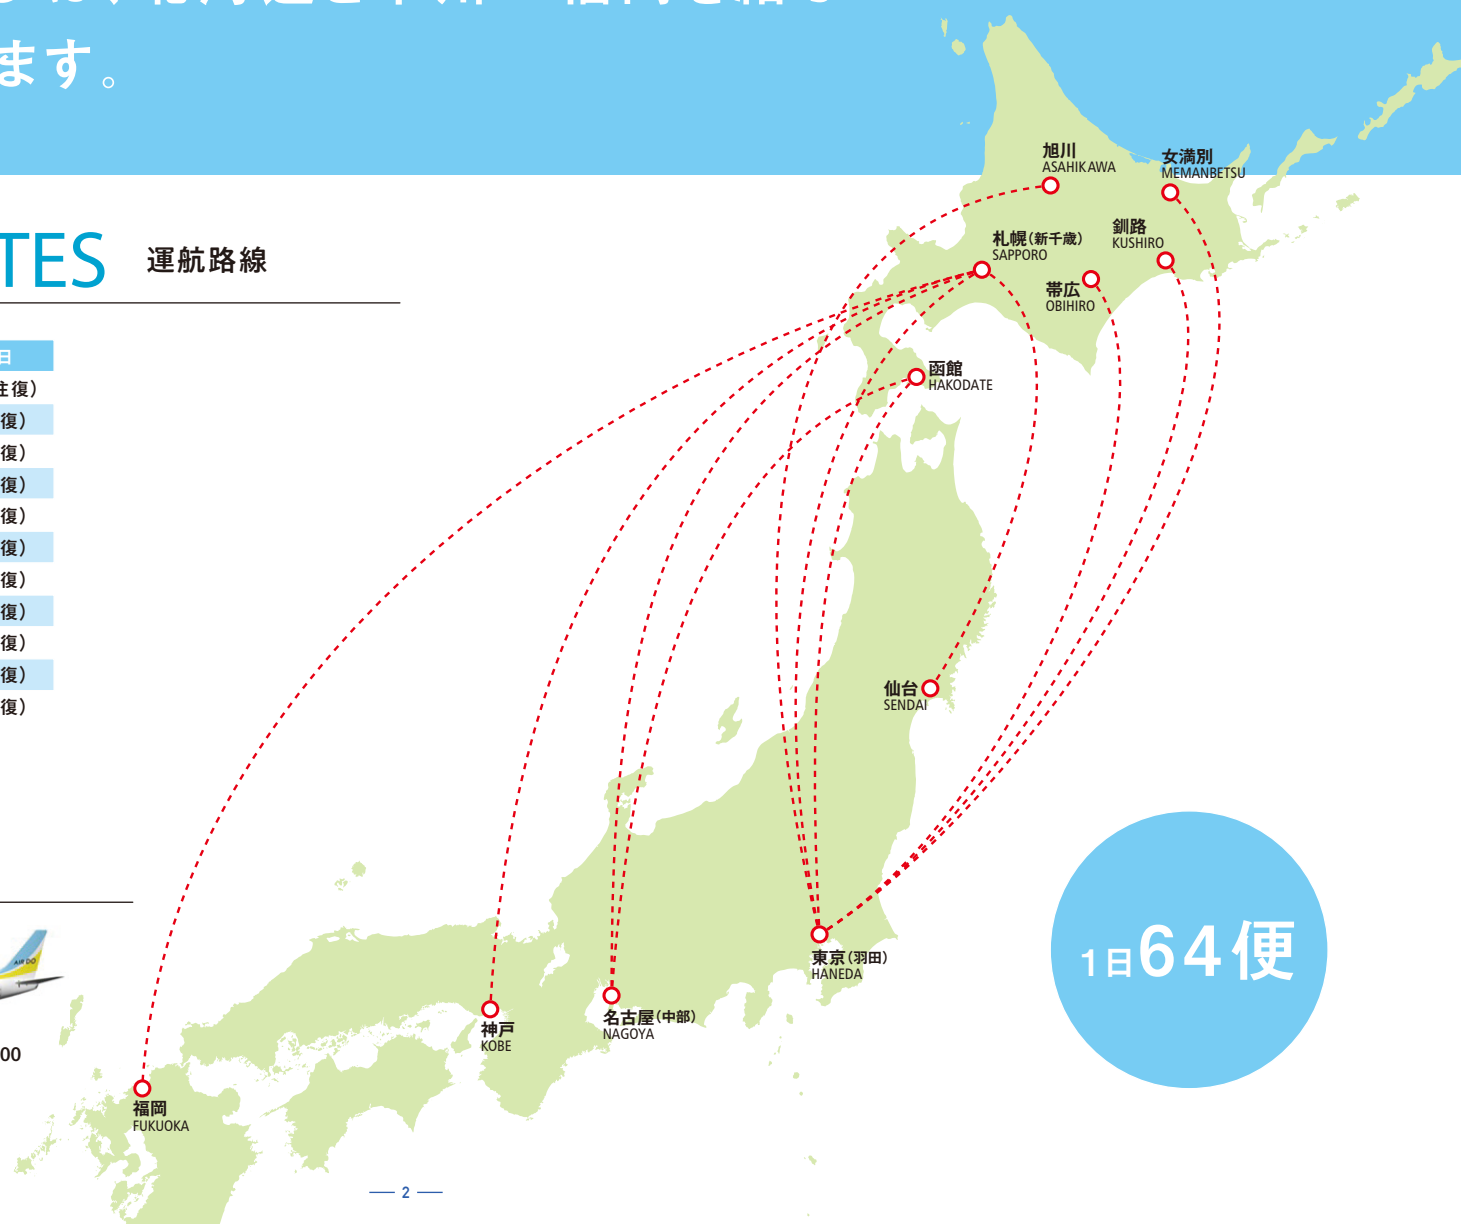 ます。
TES 運航路線
日
往復）
復）
復）
復）
復）
復）
復）
復）
復）
復）
復）
旭川
ASAHIKAWA
女満別
MEMANBETSU
釧路
KUSHIRO
札幌（新千歳）
SAPPORO
帯広
OBIHIRO
函館
HAKODATE
仙台
SENDAI
東京（羽田）
HANEDA
名古屋（中部）
NAGOYA
神戸
KOBE
福岡
FUKUOKA
1日64便
AIR DO
00
2